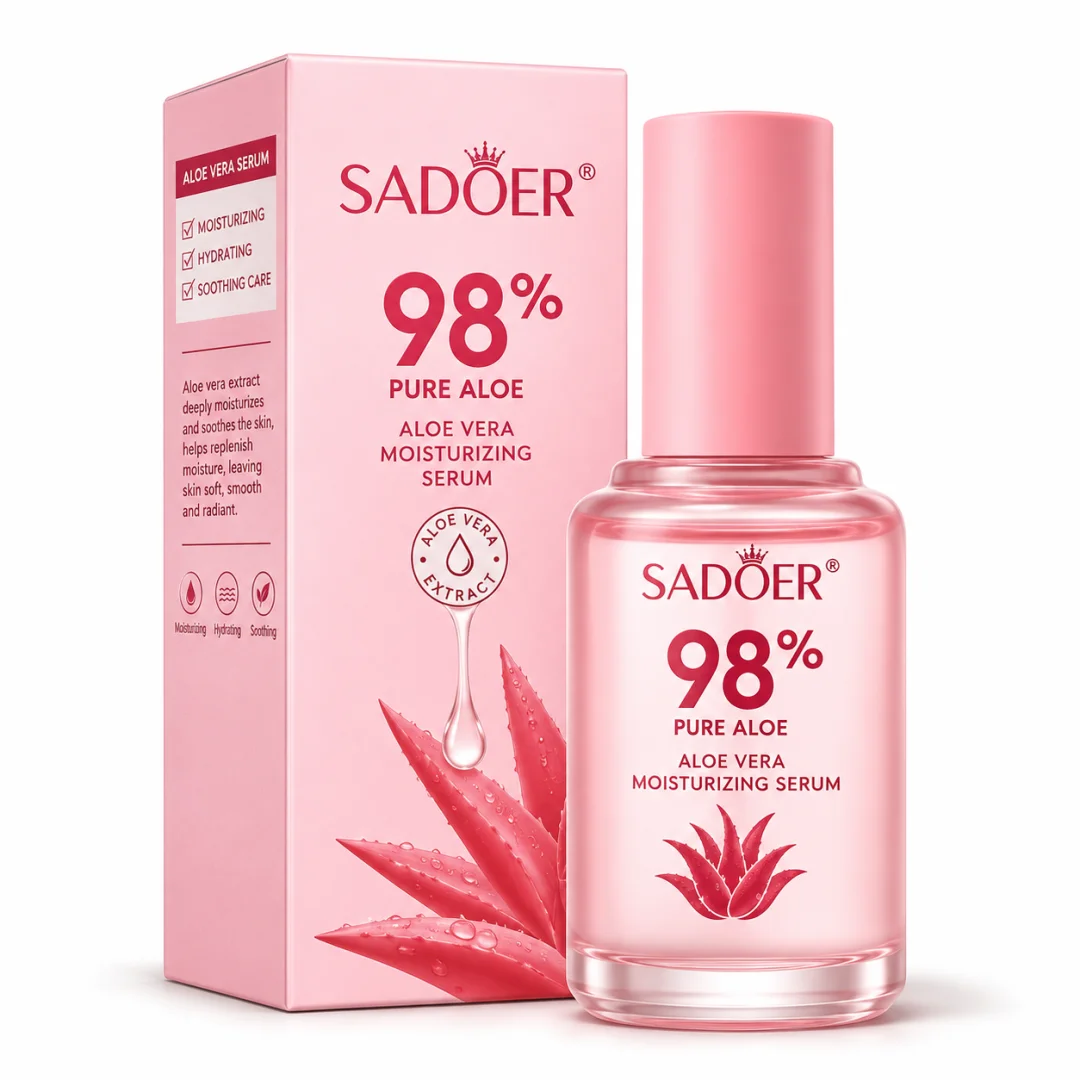 ALOE VERA SERUM
☑ MOISTURIZING
☑ HYDRATING
☑ SOOTHING CARE
Aloe vera extract
deeply moisturizes
and soothes the skin,
helps replenish
moisture, leaving
skin soft, smooth
and radiant.
Moisturizing Hydrating Soothing
SADOER®
98%
PURE ALOE
ALOE VERA
MOISTURIZING
SERUM
ALOE VERA
EXTRACT
SADOER®
98%
PURE ALOE
ALOE VERA
MOISTURIZING SERUM